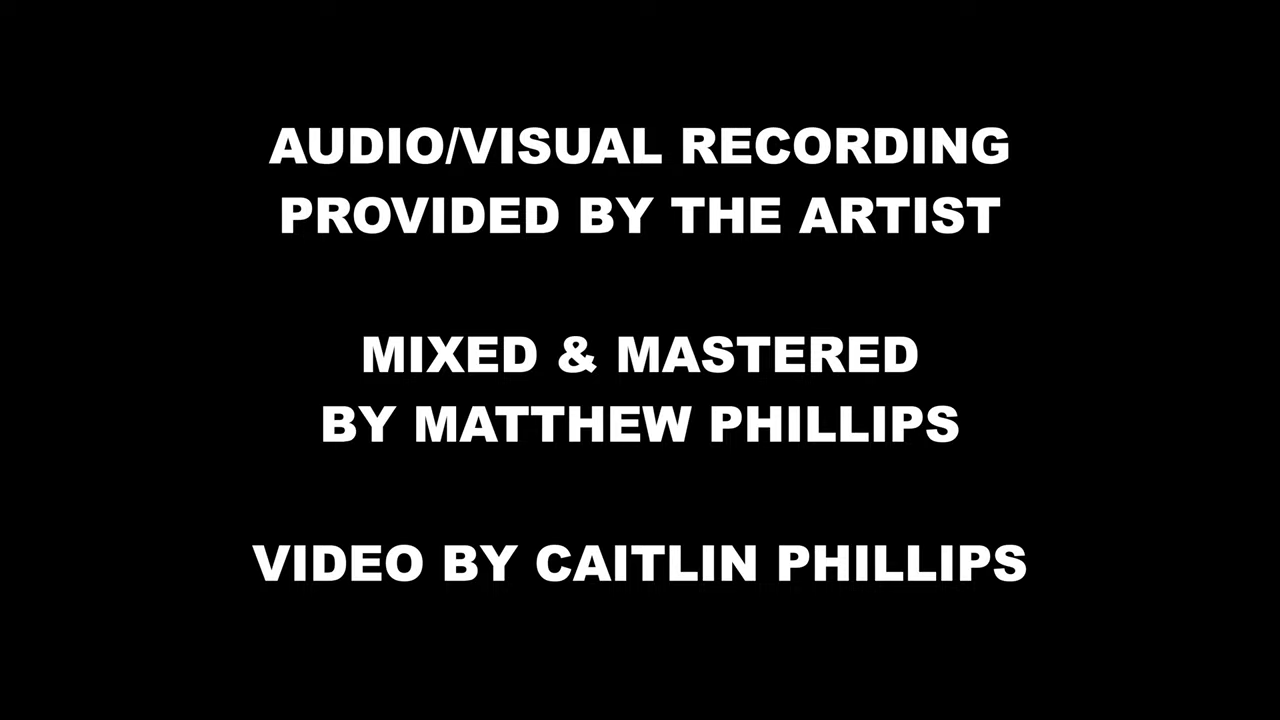 AUDIO/VISUAL RECORDING
PROVIDED BY THE ARTIST
MIXED & MASTERED
BY MATTHEW PHILLIPS
VIDEO BY CAITLIN PHILLIPS